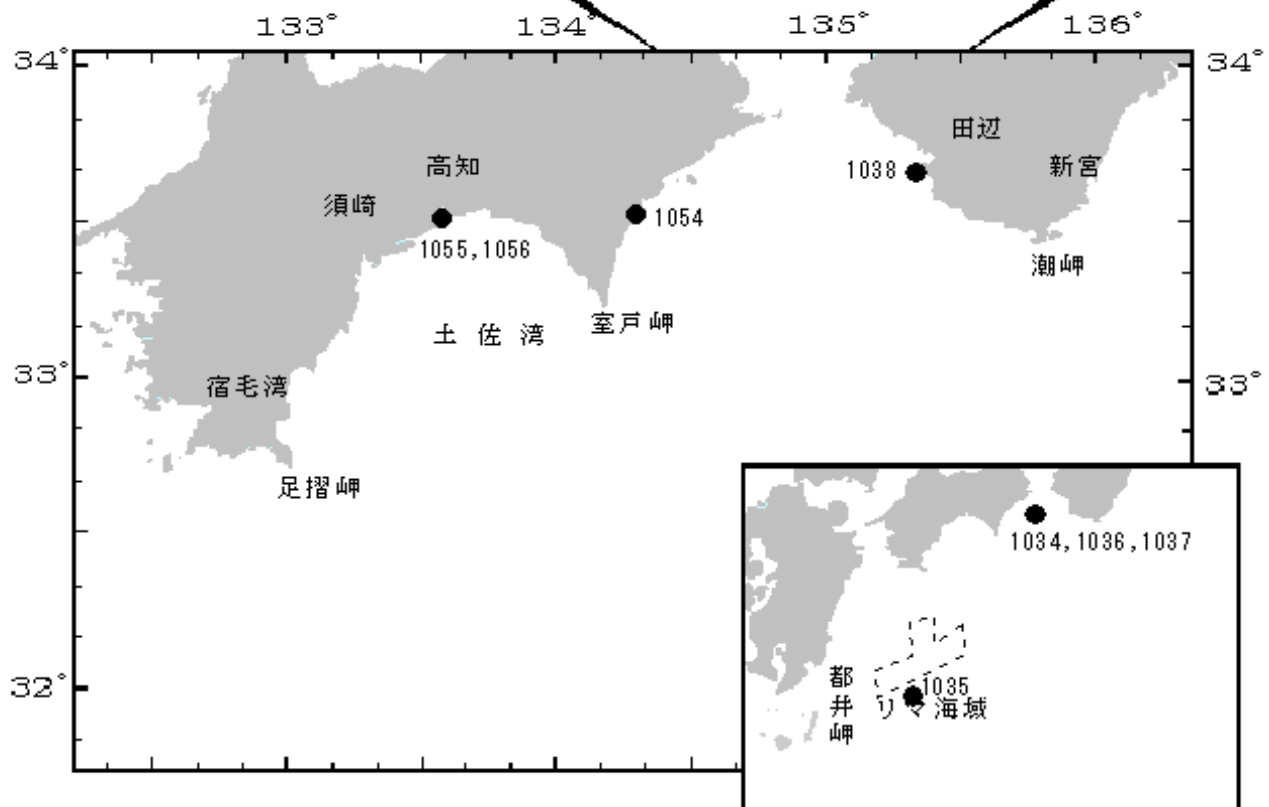 133° 134° 135° 136°
34° 34°
田辺
高知 1038 新宮
須崎
1054
1055,1056
潮岬
土佐湾 室戸岬
33° 33°
宿毛湾
足摺岬
1034,1036,1037
都井岬
1035
リマ海域
32°